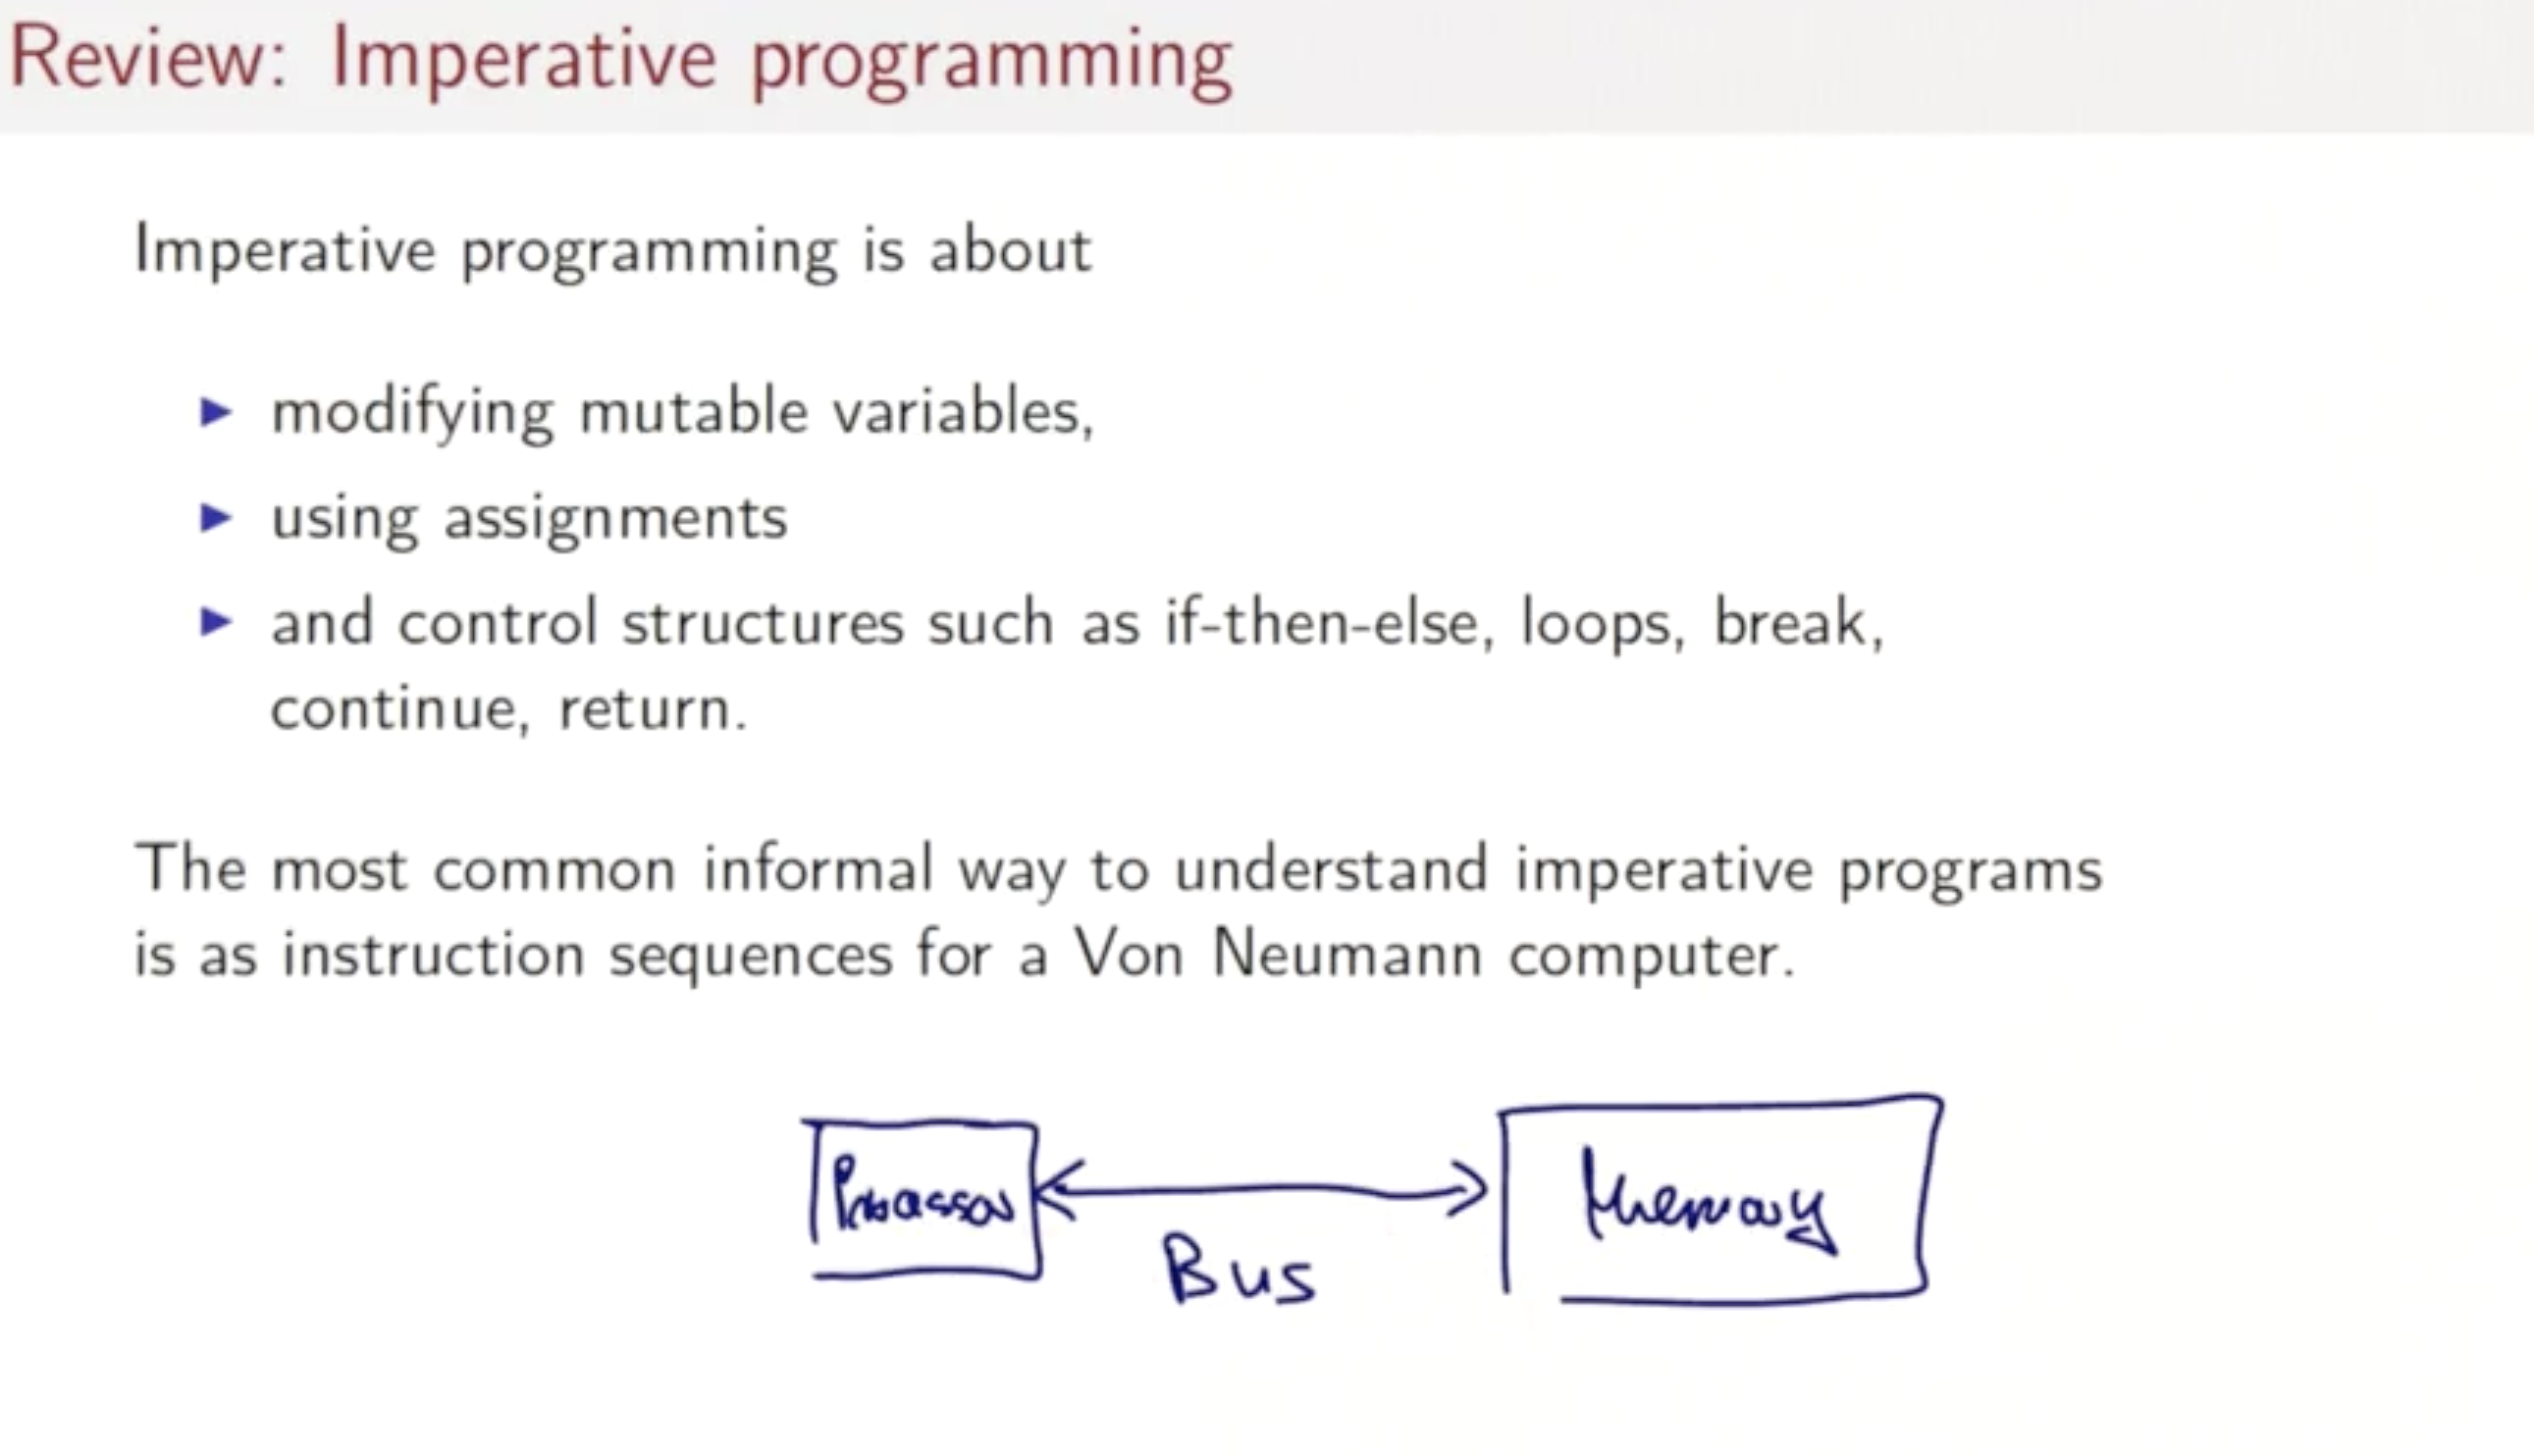 Review: Imperative programming
Imperative programming is about
modifying mutable variables,
using assignments
and control structures such as if-then-else, loops, break,
continue, return.
The most common informal way to understand imperative programs
is as instruction sequences for a Von Neumann computer.
Processor
Memory
Bus